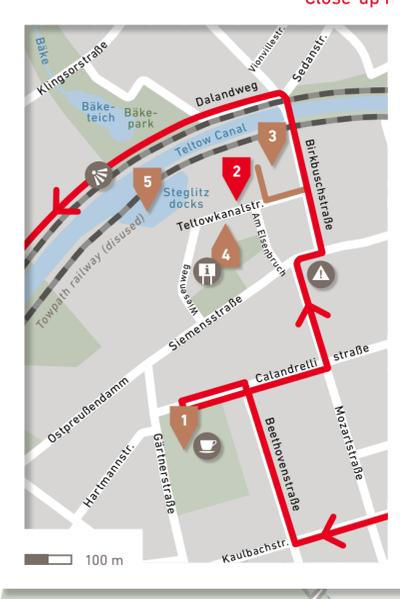 Close-up
Bäke
Klingsorstraße
Vionvillestr.
Sedanstr.
Dalandweg
Bäke-
teich
Bäke-
park
Teltow Canal
3
Birkbuschstraße
2
5
Steglitz
docks
Teltowkanalstr.
Am Eisenbruch
4
i
Wiesenweg
Towpath railway (disused)
Siemensstraße
Calandrelli straße
Ostpreußendamm
1
Mozartstraße
Beethovenstraße
Gärtnerstraße
Hartmannstr.
Kaulbachstr.
100 m